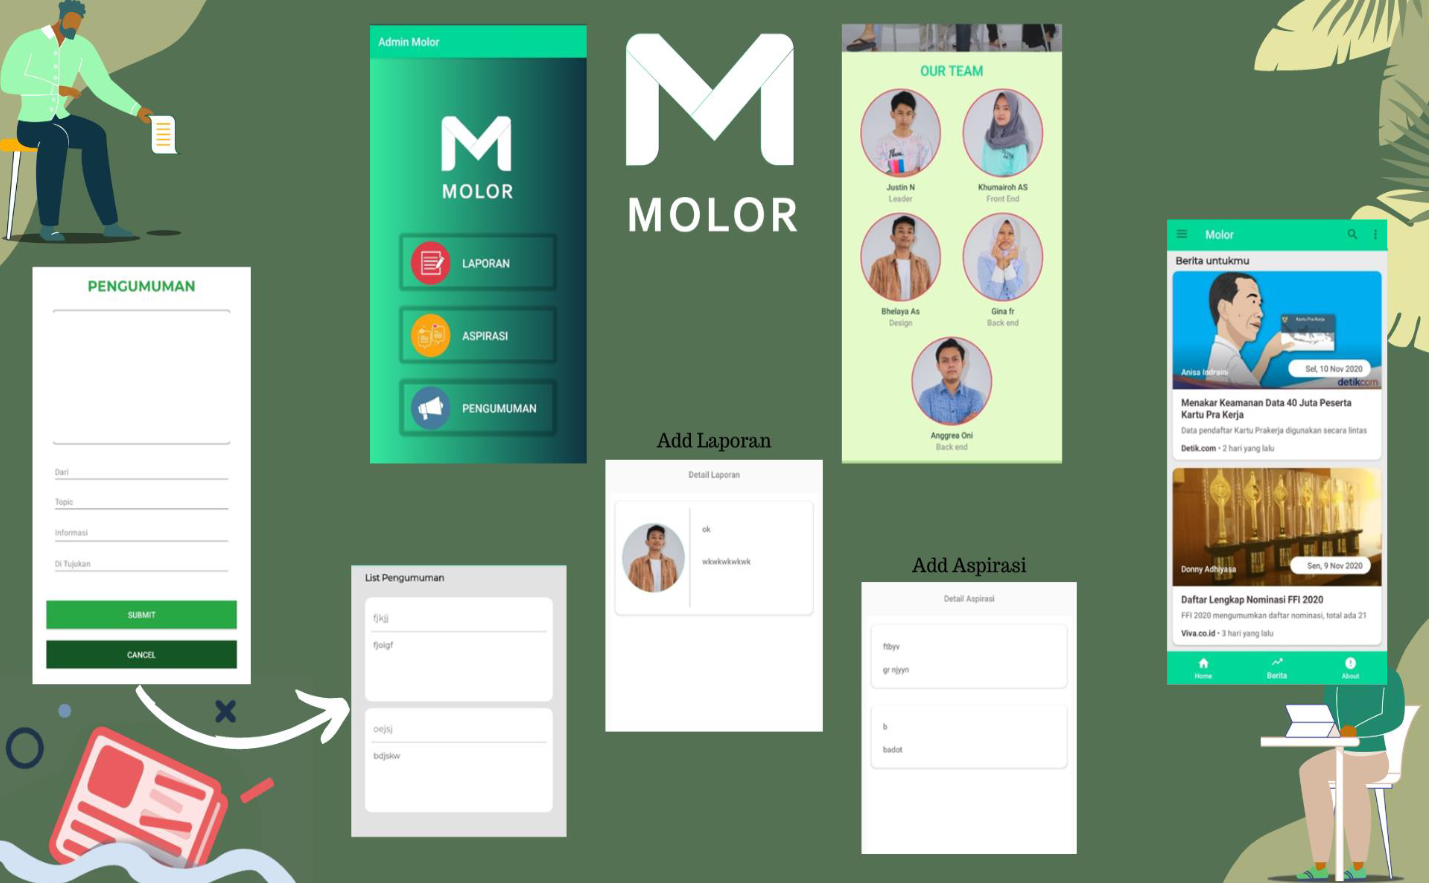 Admin Molor
MOLOR
LAPORAN
ASPIRASI
PENGUMUMAN
MOLOR
OUR TEAM
Justin N
Leader
Khumairoh AS
Front End
Bhelaya As
Design
Gina fr
Back end
Anggrea Oni
Back end
Molor
Berita untukmu
Kartu Pra Kerja
Anisa Indraini
Sel, 10 Nov 2020
detikcom
Menakar Keamanan Data 40 Juta Peserta
Kartu Pra Kerja
Data pendaftar Kartu Prakerja digunakan secara lintas
Detik.com • 2 hari yang lalu
Donny Adhiyasa
Sen, 9 Nov 2020
Daftar Lengkap Nominasi FFI 2020
FFI 2020 mengumumkan daftar nominasi, total ada 21
Viva.co.id • 3 hari yang lalu
Home
Berita
About
PENGUMUMAN
Dari
Topic
Informasi
Di Tujukan
SUBMIT
CANCEL
List Pengumuman
fjkjj
fjoigf
oejsj
bdjskw
Add Laporan
Detail Laporan
ok
wkwkwkwkwk
Add Aspirasi
Detail Aspirasi
ftbyv
gr njyyn
b
badot